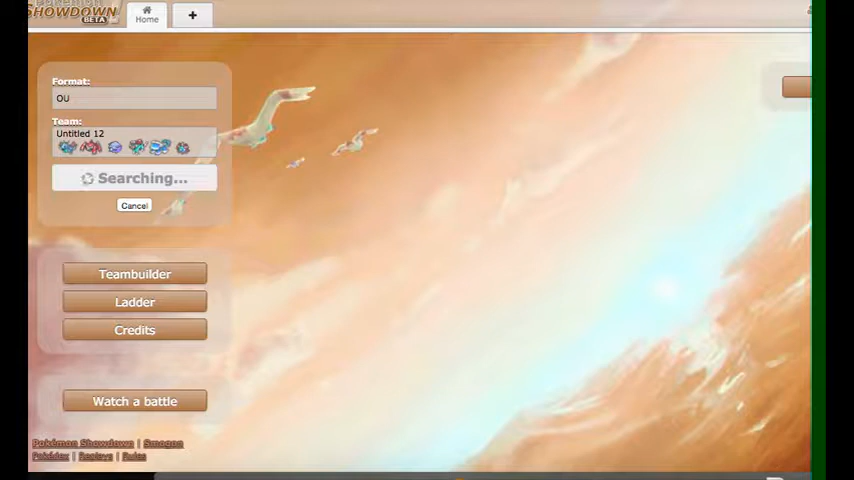 SHOWDOWN
BETA
Home
+
Format:
OU
Team:
Untitled 12
Searching...
Cancel
Teambuilder
Ladder
Credits
Watch a battle
Pokémon Showdown | Smogon
Pokédex | Replays | Rules